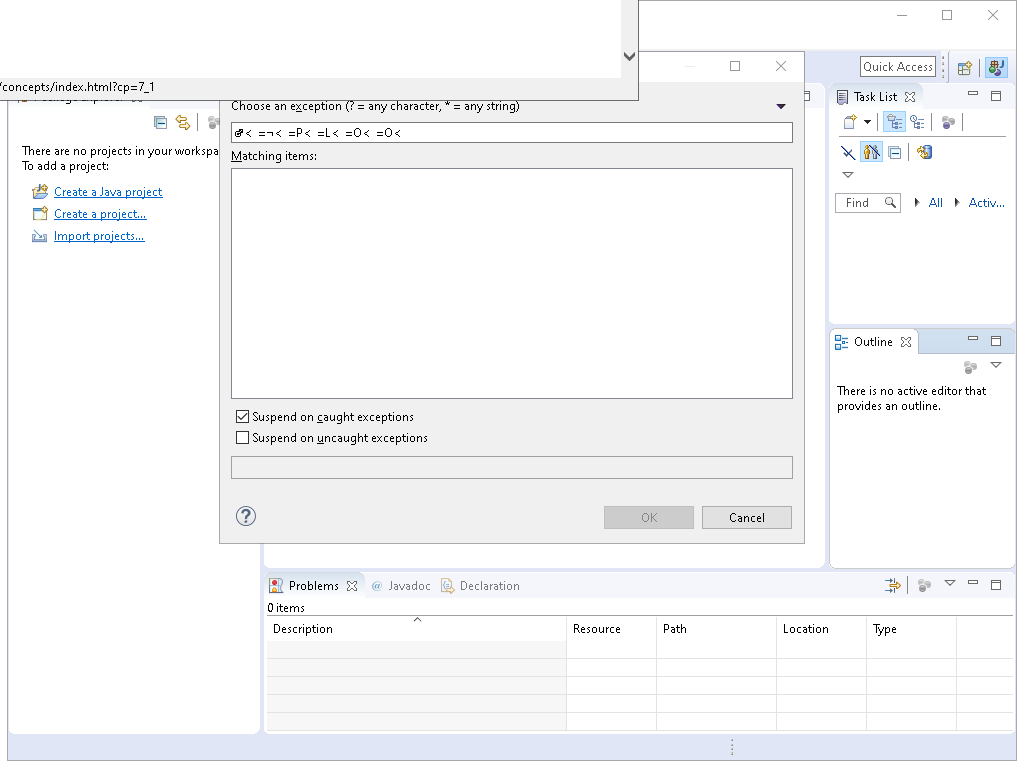 /concepts/index.html?cp=7_1
Quick Access
Choose an exception (? = any character, * = any string)
Matching items:
Suspend on caught exceptions
Suspend on uncaught exceptions
OK
Cancel
There are no projects in your workspa
To add a project:
Create a Java project
Create a project...
Import projects...
Task List
Find
All
Activ...
Outline
There is no active editor that
provides an outline.
Problems
@ Javadoc
Declaration
0 items
Description
Resource
Path
Location
Type